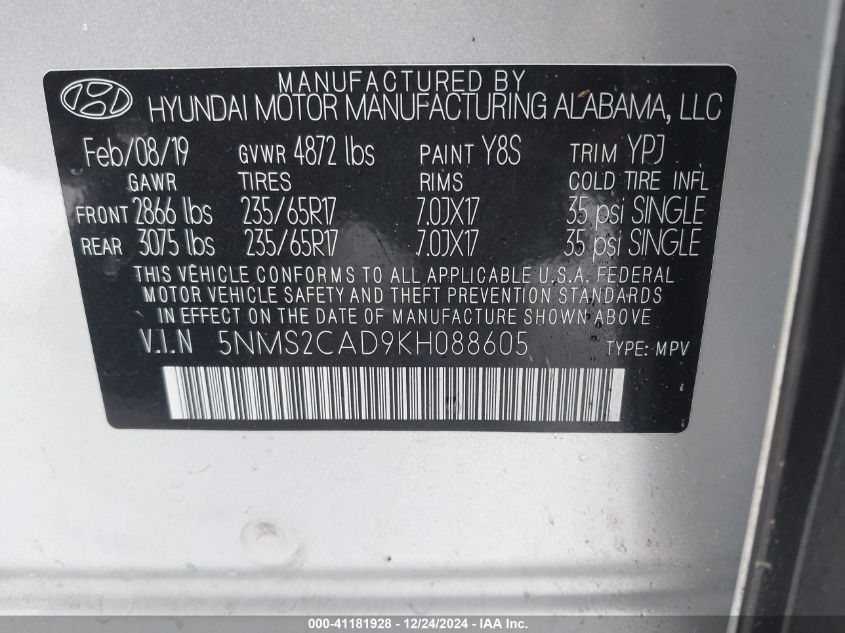 MANUFACTURED BY
HYUNDAI MOTOR MANUFACTURING ALABAMA, LLC
Feb/08/19 GVWR 4872 lbs PAINT Y8S TRIM YPJ
GAWR TIRES RIMS COLD TIRE INFL
FRONT 2866 lbs 235/65R17 7.0JX17 35 psi SINGLE
REAR 3075 lbs 235/65R17 7.0JX17 35 psi SINGLE
THIS VEHICLE CONFORMS TO ALL APPLICABLE U.S.A. FEDERAL
MOTOR VEHICLE SAFETY AND THEFT PREVENTION STANDARDS
IN EFFECT ON THE DATE OF MANUFACTURE SHOWN ABOVE.
V.I.N 5NMS2CAD9KH088605 TYPE: MPV
000-41181928 - 12/24/2024 - IAA Inc.